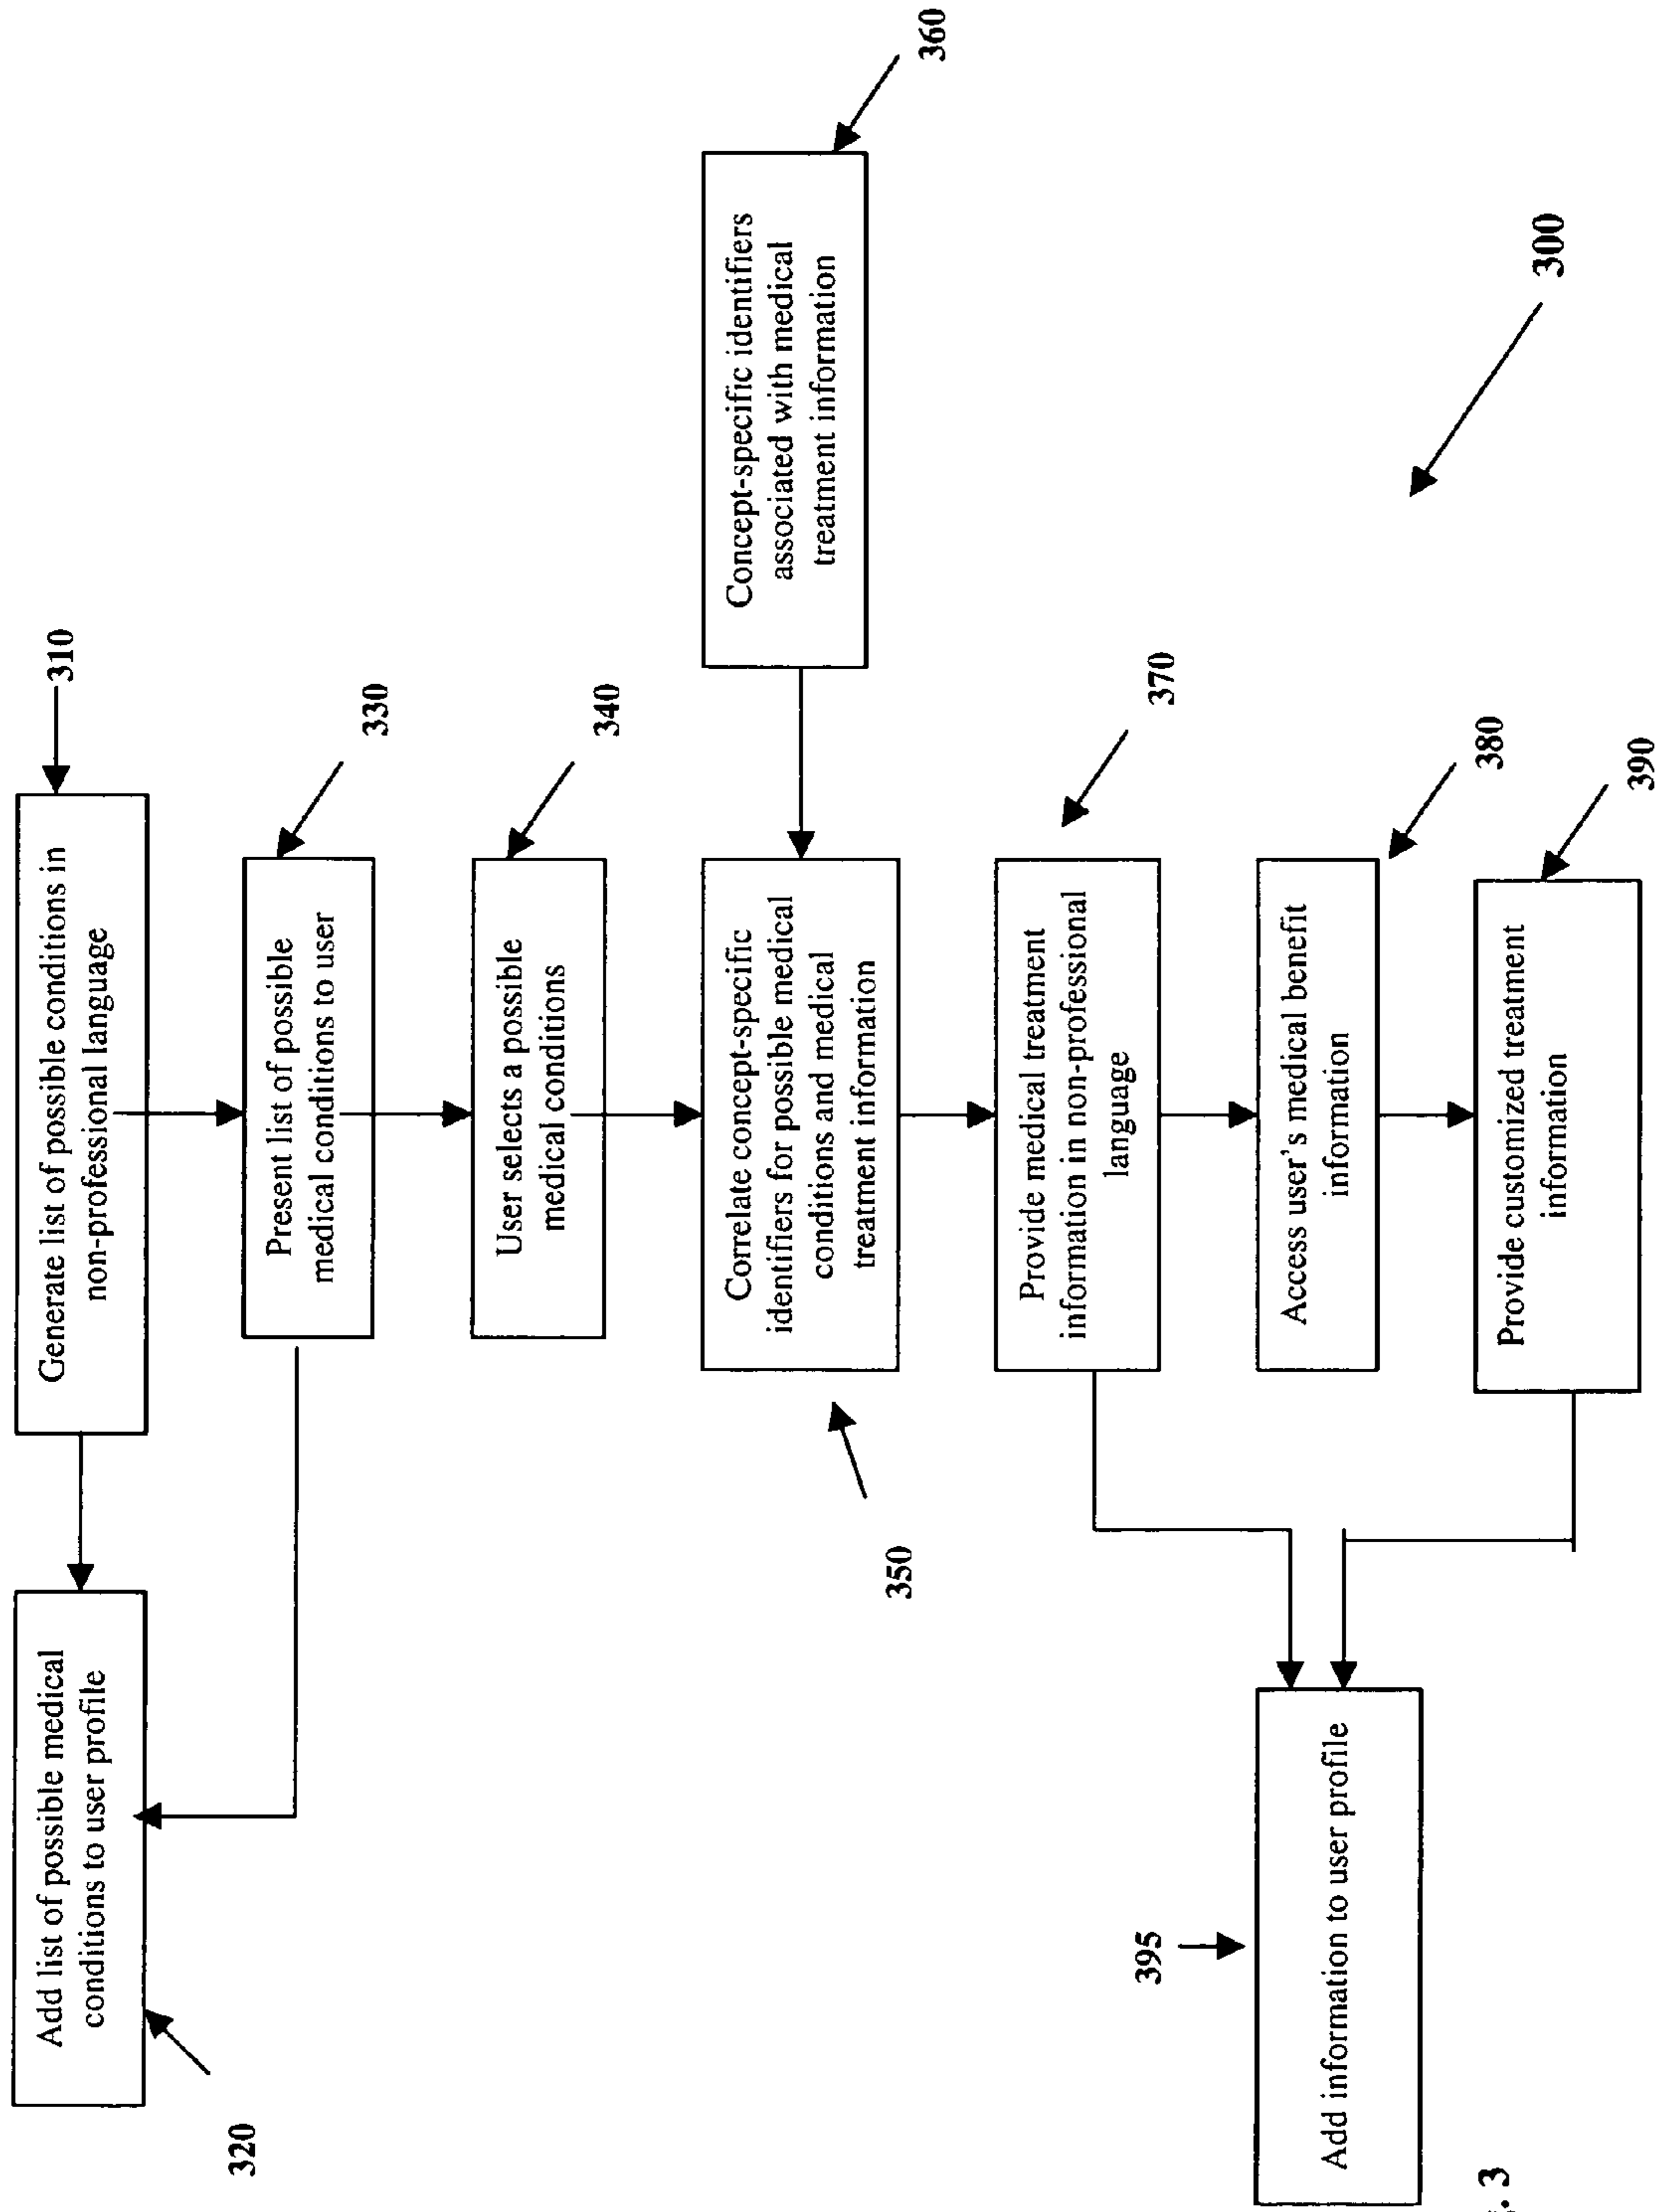 Generate list of possible conditions in
non-professional language
310
Add list of possible medical
conditions to user profile
320
Present list of possible
medical conditions to user
330
User selects a possible
medical conditions
340
Correlate concept-specific
identifiers for possible medical
conditions and medical
treatment information
350
Concept-specific identifiers
associated with medical
treatment information
360
Provide medical treatment
information in non-professional
language
370
Access user's medical benefit
information
380
Provide customized treatment
information
390
395
Add information to user profile
300
. 3